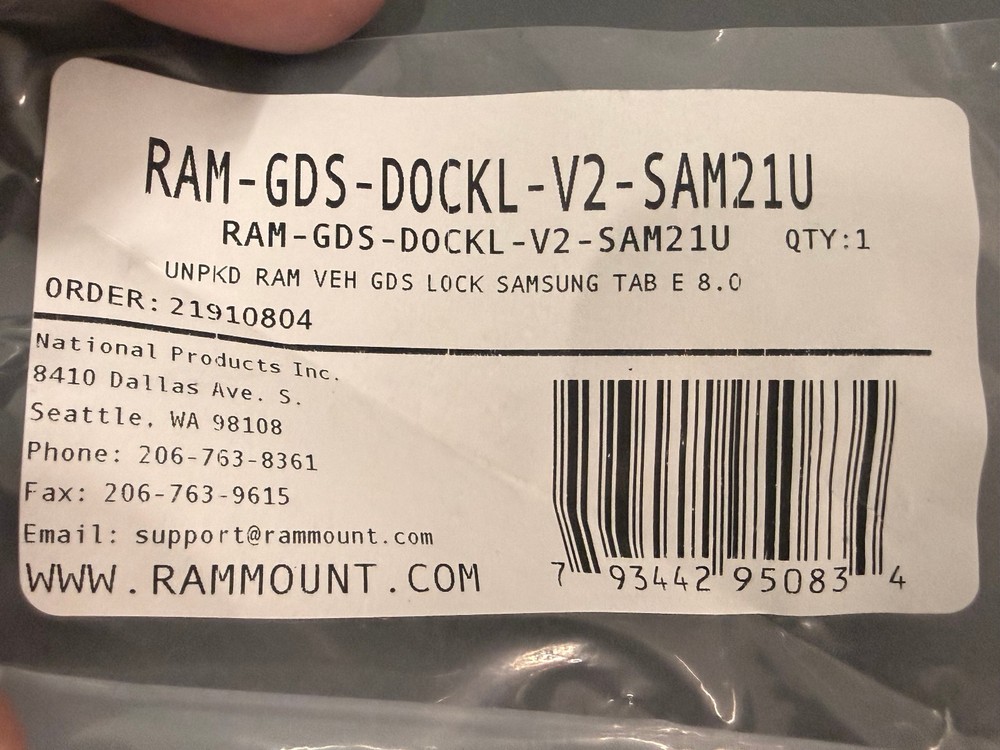 RAM-GDS-DOCKL-V2-SAM21U
RAM-GDS-DOCKL-V2-SAM21U QTY:1
UNPKD RAM VEH GDS LOCK SAMSUNG TAB E 8.0
ORDER: 21910804
National Products Inc.
8410 Dallas Ave. S.
Seattle, WA 98108
Phone: 206-763-8361
Fax: 206-763-9615
Email: support@rammount.com
WWW.RAMMOUNT.COM
7 93442 95083 4